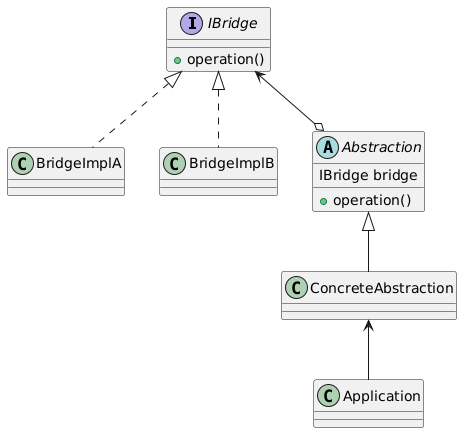 I IBridge
operation()
C BridgeImplA
C BridgeImplB
A Abstraction
IBridge bridge
operation()
C ConcreteAbstraction
C Application